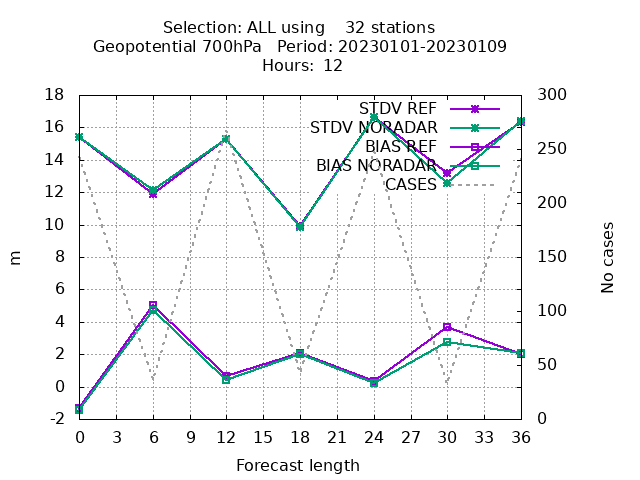 Selection: ALL using    32 stations
Geopotential 700hPa   Period: 20230101-20230109
Hours:  12
STDV REF
STDV NORADAR
BIAS REF
BIAS NORADAR
CASES
18
16
14
12
10
8
6
4
2
0
-2
m
300
250
200
150
100
50
0
No cases
0 3 6 9 12 15 18 21 24 27 30 33 36
Forecast length